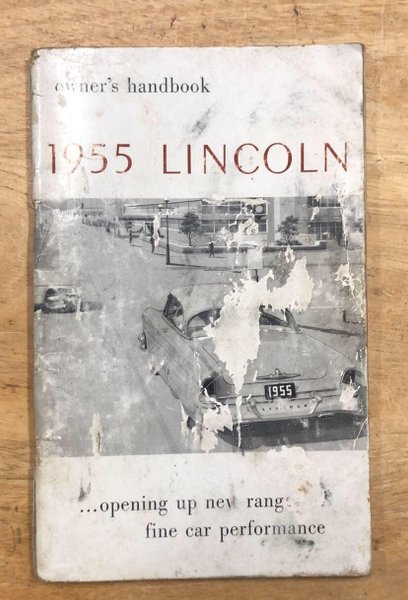 owner's handbook
1955 LINCOLN
1955
...opening up new rang
fine car performance